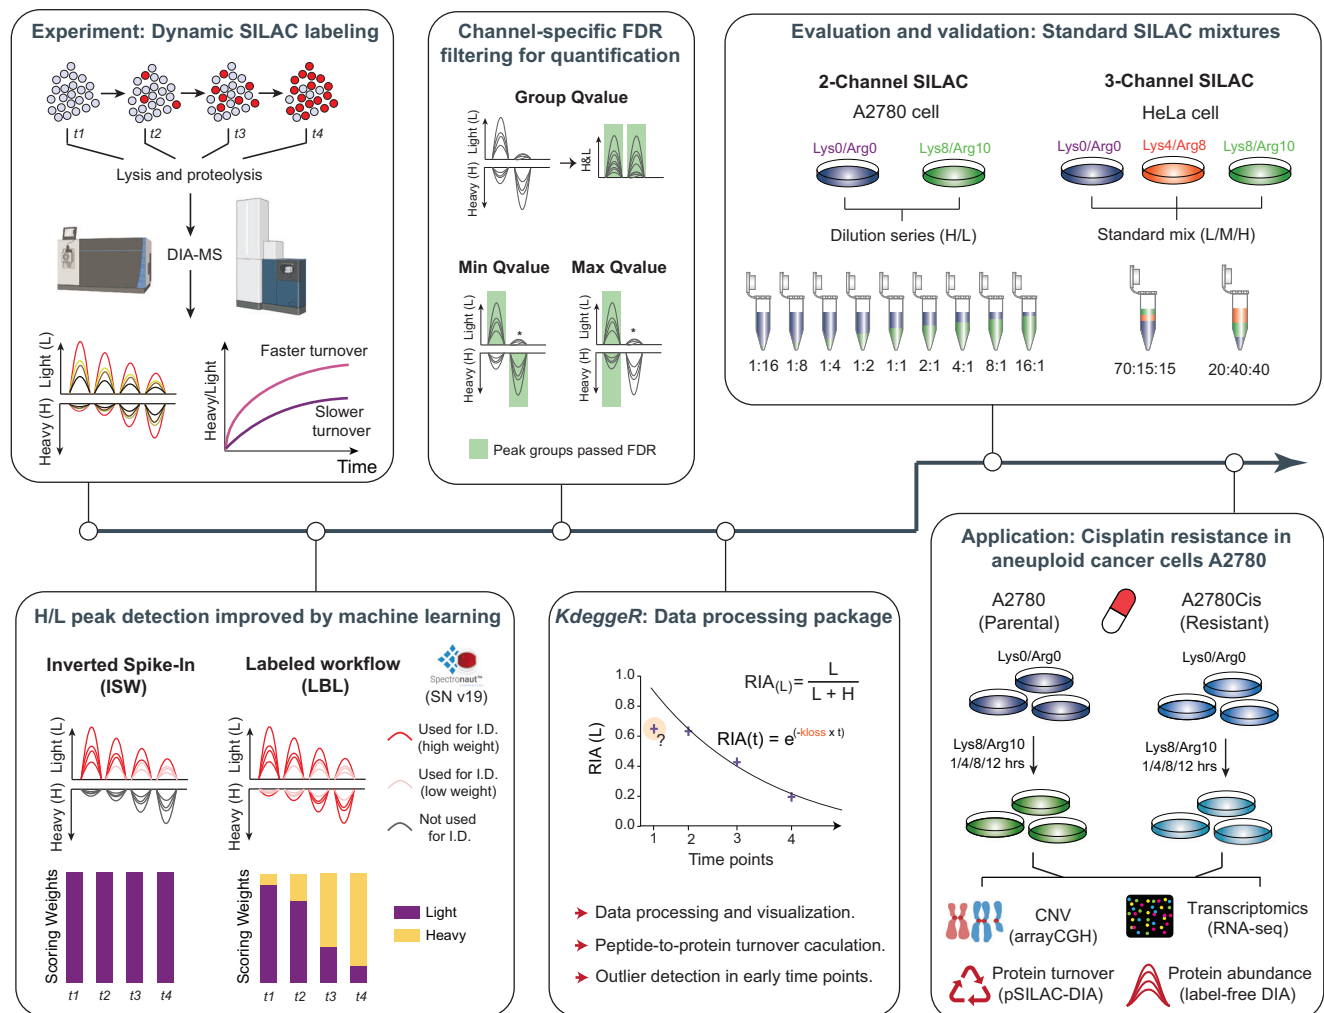 Experiment: Dynamic SILAC labeling
t1
t2
t3
t4
Lysis and proteolysis
DIA-MS
Light (L)
Heavy (H)
Heavy/Light
Faster turnover
Slower
turnover
Time
Channel-specific FDR
filtering for quantification
Group Qvalue
Light (L)
Heavy (H)
H&L
Min Qvalue
Max Qvalue
Light (L)
Heavy (H)
*
Light (L)
Heavy (H)
*
Peak groups passed FDR
Evaluation and validation: Standard SILAC mixtures
2-Channel SILAC
A2780 cell
Lys0/Arg0
Lys8/Arg10
Dilution series (H/L)
1:16
1:8
1:4
1:2
1:1
2:1
4:1
8:1
16:1
3-Channel SILAC
HeLa cell
Lys0/Arg0
Lys4/Arg8
Lys8/Arg10
Standard mix (L/M/H)
70:15:15
20:40:40
H/L peak detection improved by machine learning
Inverted Spike-In
(ISW)
Labeled workflow
(LBL)
Spectronaut™
(SN v19)
Light (L)
Heavy (H)
Light (L)
Heavy (H)
Used for I.D.
(high weight)
Used for I.D.
(low weight)
Not used
for I.D.
Scoring Weights
t1
t2
t3
t4
Scoring Weights
t1
t2
t3
t4
Light
Heavy
KdeggeR: Data processing package
RIA (L)
1.0
0.8
0.6
0.4
0.2
0.0
1
2
3
4
Time points
?
RIA(L)= L / L + H
RIA(t) = e(-kloss x t)
Data processing and visualization.
Peptide-to-protein turnover caculation.
Outlier detection in early time points.
Application: Cisplatin resistance in
aneuploid cancer cells A2780
A2780
(Parental)
A2780Cis
(Resistant)
Lys0/Arg0
Lys0/Arg0
Lys8/Arg10
1/4/8/12 hrs
Lys8/Arg10
1/4/8/12 hrs
CNV
(arrayCGH)
Transcriptomics
(RNA-seq)
Protein turnover
(pSILAC-DIA)
Protein abundance
(label-free DIA)